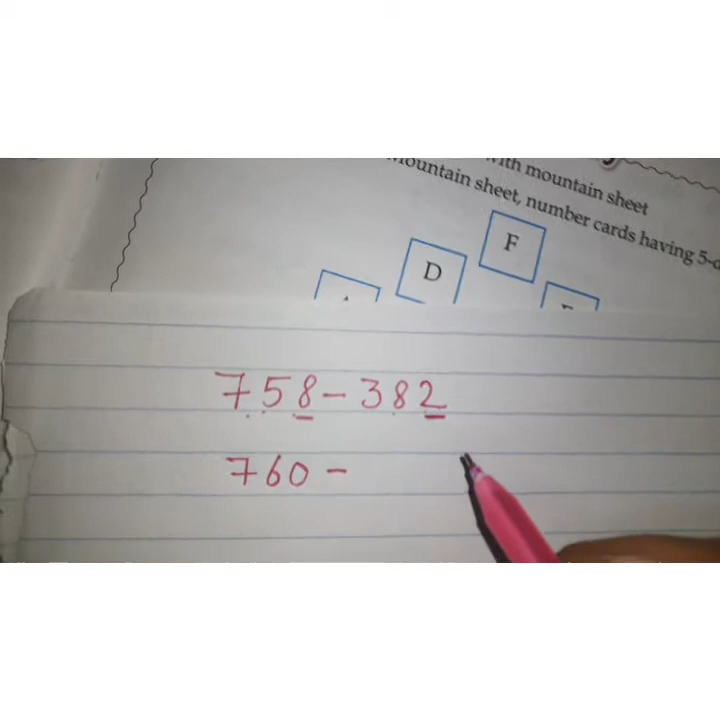 with mountain sheet
mountain sheet, number cards having 5-d
F
D
758-382
760-